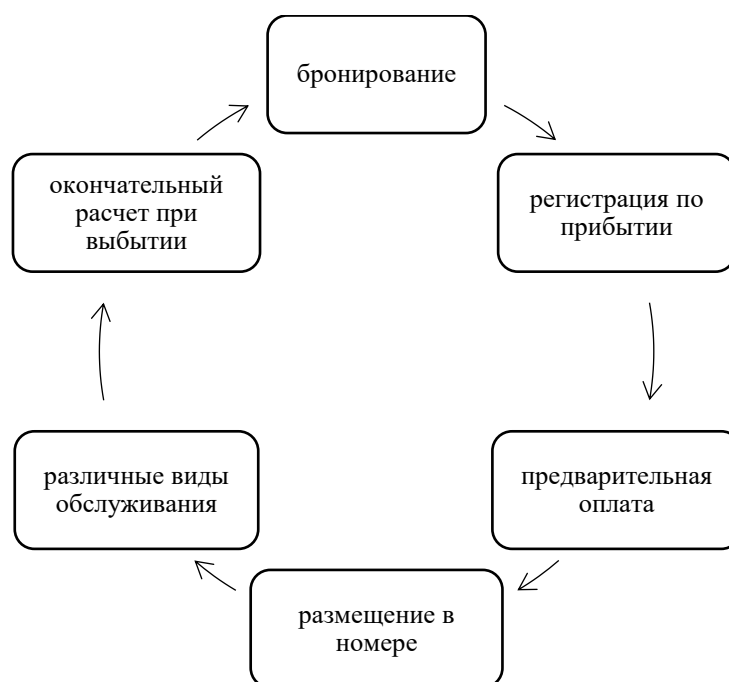 бронирование
регистрация по
прибытии
предварительная
оплата
размещение в
номере
различные виды
обслуживания
окончательный
расчет при
выбытии